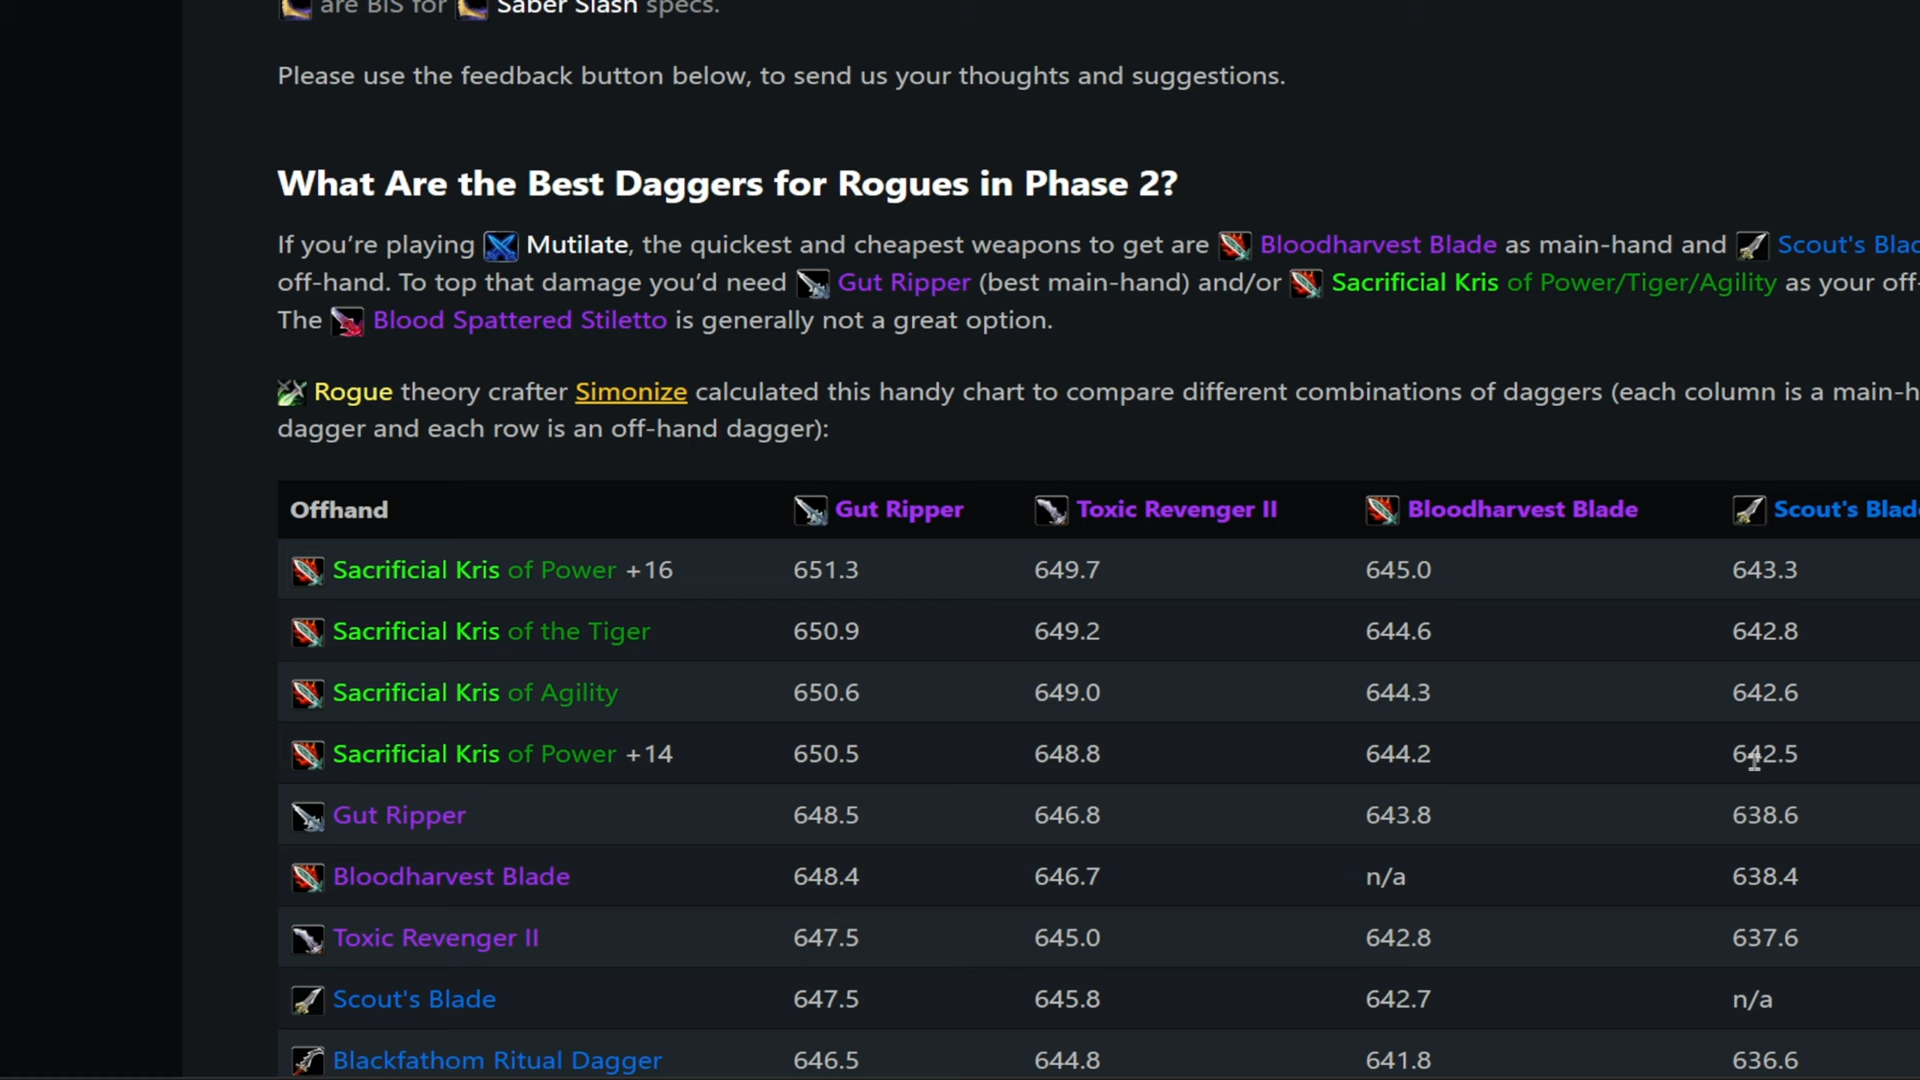 are BIS for Saber Slash specs.
Please use the feedback button below, to send us your thoughts and suggestions.
What Are the Best Daggers for Rogues in Phase 2?
If you're playing Mutilate, the quickest and cheapest weapons to get are Bloodharvest Blade as main-hand and Scout's
off-hand. To top that damage you'd need Gut Ripper (best main-hand) and/or Sacrificial Kris of Power/Tiger/Agility as your
The Blood Spattered Stiletto is generally not a great option.
Rogue theory crafter Simonize calculated this handy chart to compare different combinations of daggers (each column is a
dagger and each row is an off-hand dagger):
Offhand Gut Ripper Toxic Revenger II Bloodharvest Blade Scout's
Sacrificial Kris of Power +16 651.3 649.7 645.0 643.3
Sacrificial Kris of the Tiger 650.9 649.2 644.6 642.8
Sacrificial Kris of Agility 650.6 649.0 644.3 642.6
Sacrificial Kris of Power +14 650.5 648.8 644.2 642.5
Gut Ripper 648.5 646.8 643.8 638.6
Bloodharvest Blade 648.4 646.7 n/a 638.4
Toxic Revenger II 647.5 645.0 642.8 637.6
Scout's Blade 647.5 645.8 642.7 n/a
Blackfathom Ritual Dagger 646.5 644.8 641.8 636.6